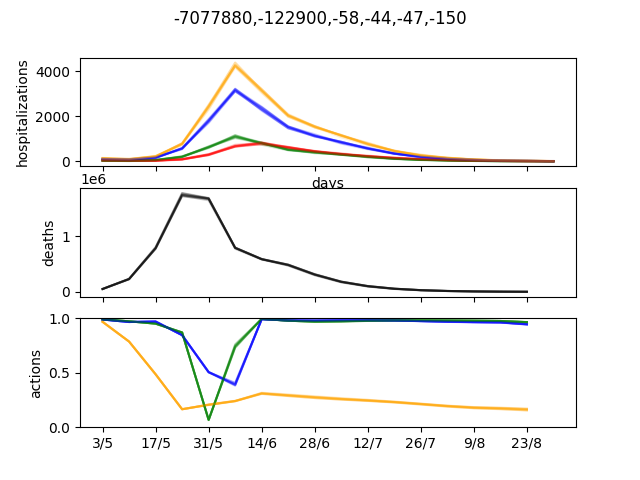 -7077880,-122900,-58,-44,-47,-150
hospitalizations
4000
2000
0
days
1e6
deaths
1
0
actions
1.0
0.5
0.0
3/5 17/5 31/5 14/6 28/6 12/7 26/7 9/8 23/8